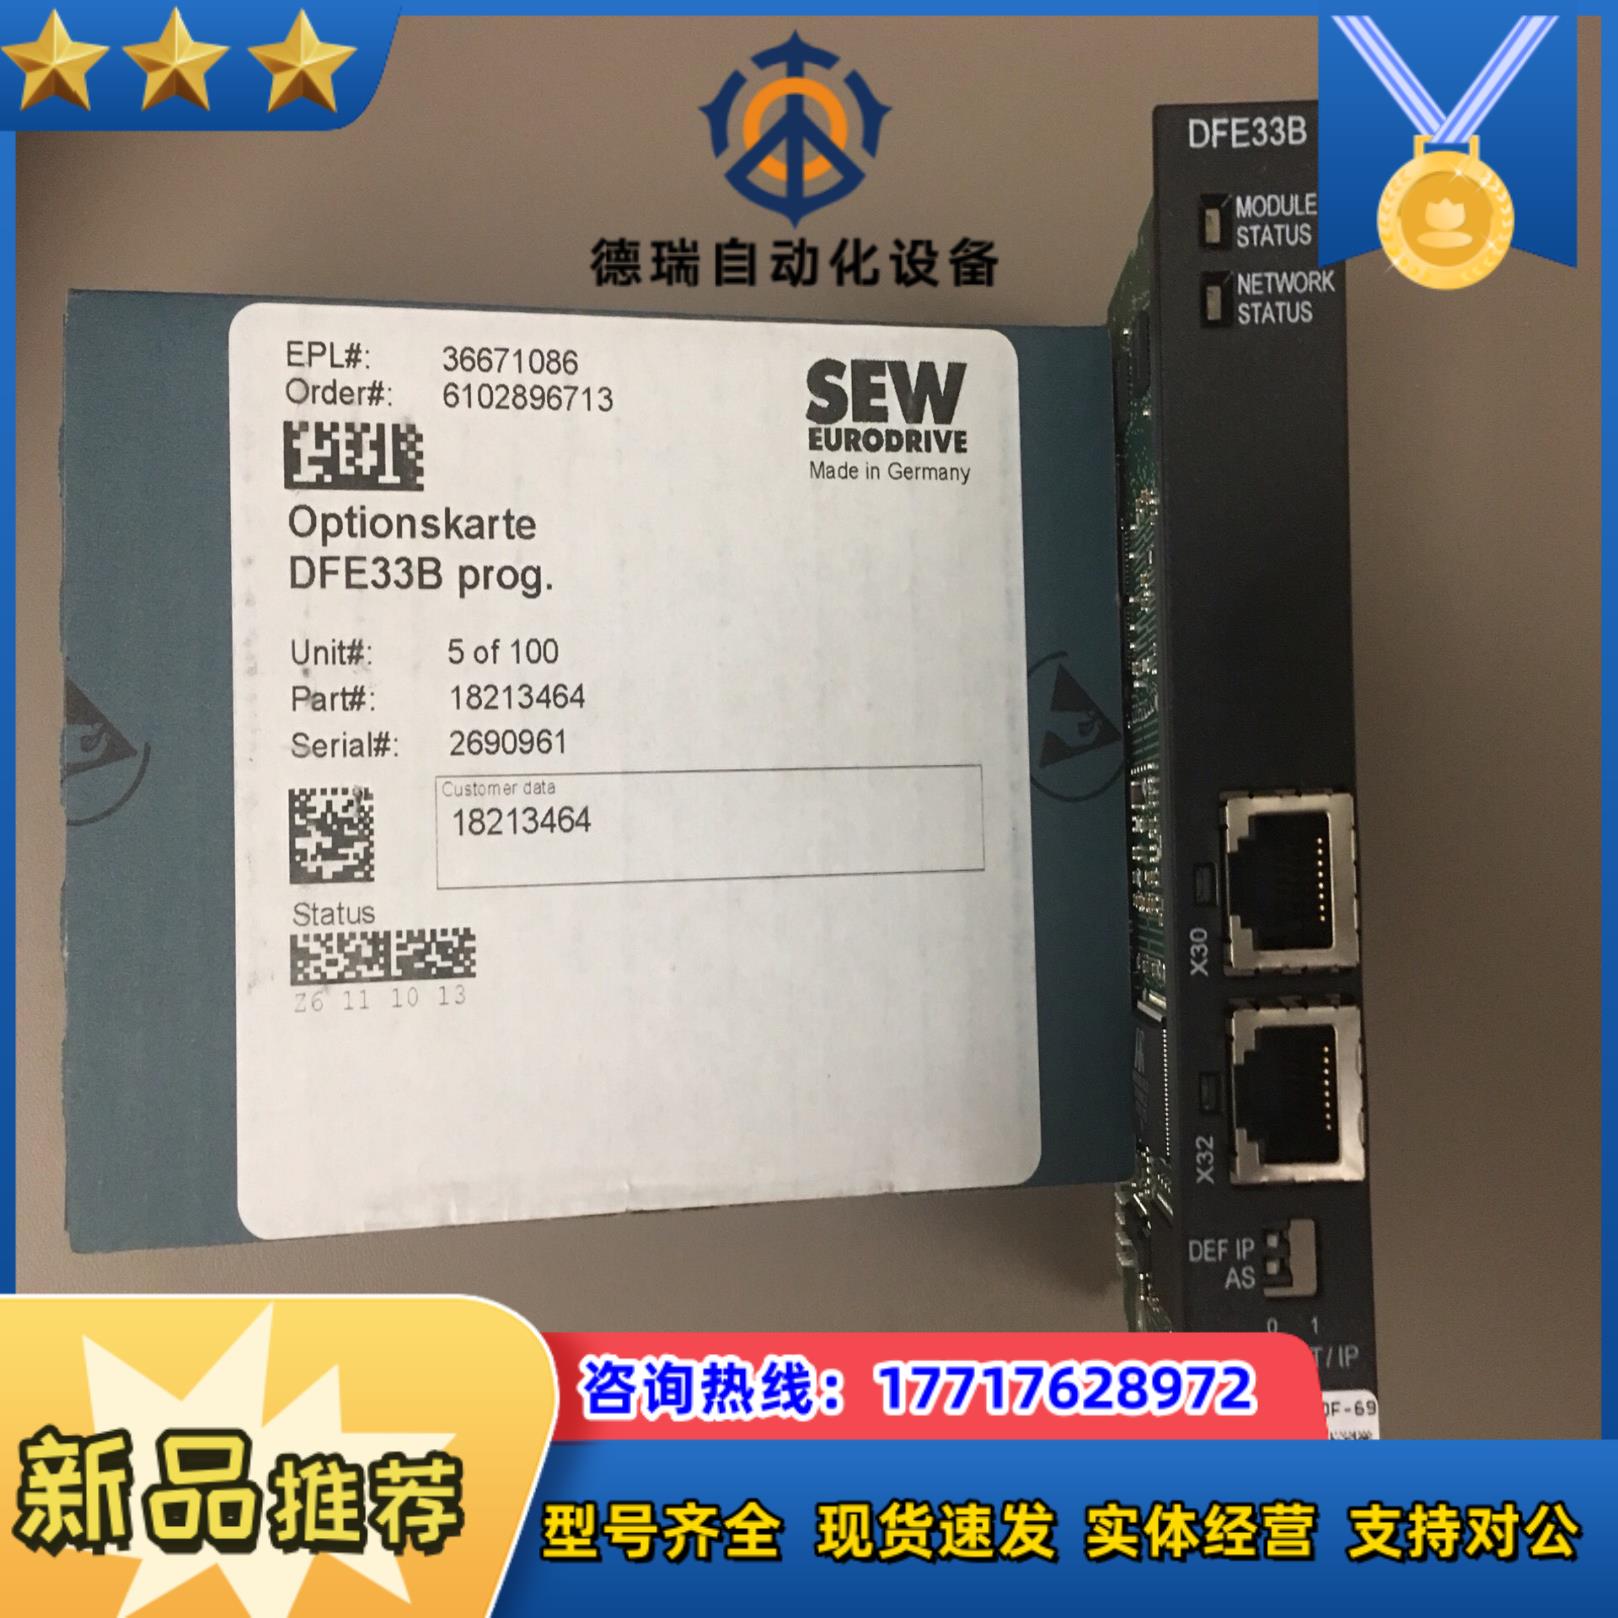 德瑞自动化设备
DFE33B
MODULE
STATUS
NETWORK
STATUS
EPL#: 36671086
Order#: 6102896713
SEW
EURODRIVE
Made in Germany
Optionskarte
DFE33B prog.
Unit#: 5 of 100
Part#: 18213464
Serial#: 2690961
Customer data
18213464
Status
Z6 11 10 13
X30
X32
DEF IP
AS
0 1
T/IP
咨询热线：17717628972
DF-69
新品推荐
型号齐全 现货速发 实体经营 支持对公